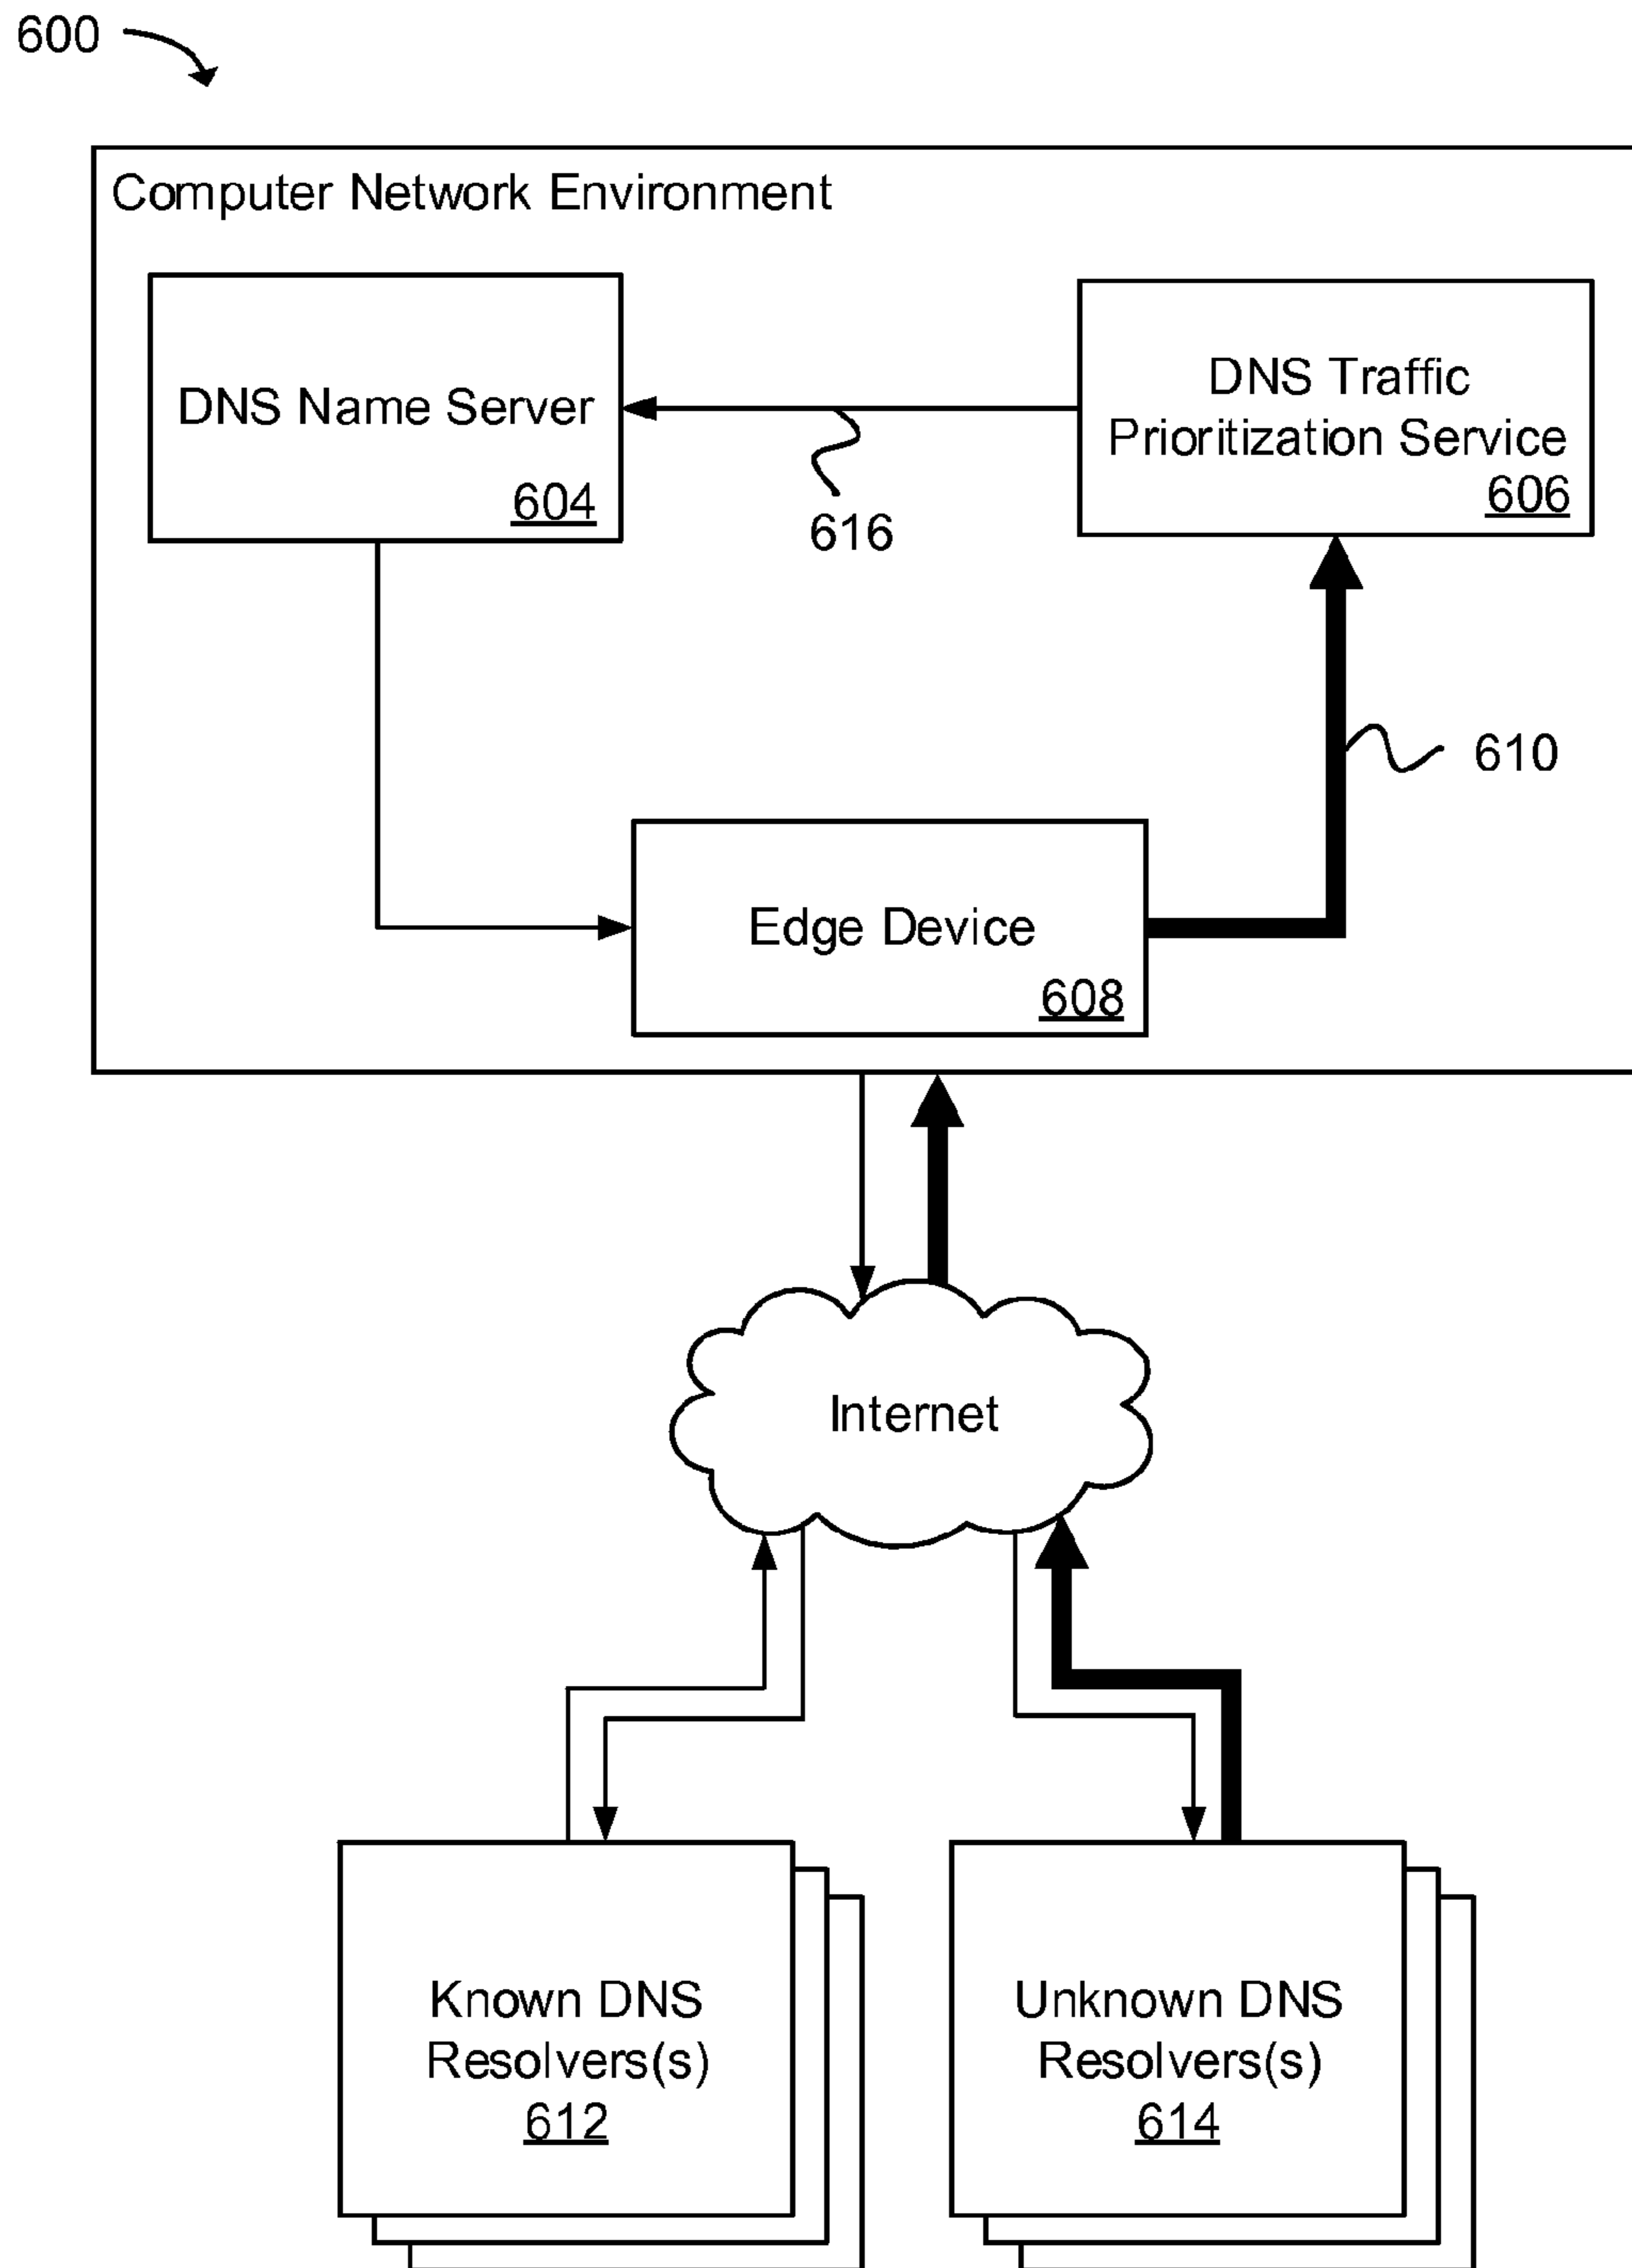 600
Computer Network Environment
DNS Name Server
604
DNS Traffic
Prioritization Service
606
616
610
Edge Device
608
Internet
Known DNS
Resolvers(s)
612
Unknown DNS
Resolvers(s)
614